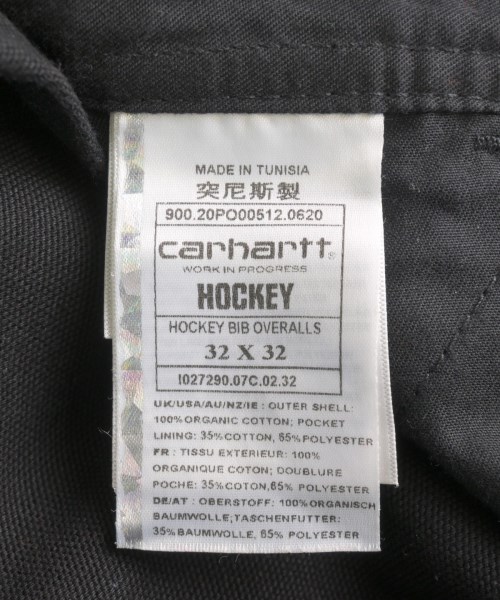 MADE IN TUNISIA
突尼斯製
900.20PO00512.0620
carhartt®
WORK IN PROGRESS
HOCKEY
HOCKEY BIB OVERALLS
32 X 32
I027290.07C.02.32
UK/USA/AU/NZ/IE : OUTER SHELL:
100% ORGANIC COTTON; POCKET
LINING: 35% COTTON, 65% POLYESTER
FR : TISSU EXTERIEUR: 100%
ORGANIQUE COTON; DOUBLURE
POCHE: 35%COTON,65% POLYESTER
DE/AT : OBERSTOFF: 100%ORGANISCH
BAUMWOLLE;TASCHENFUTTER:
35%BAUMWOLLE, 65% POLYESTER